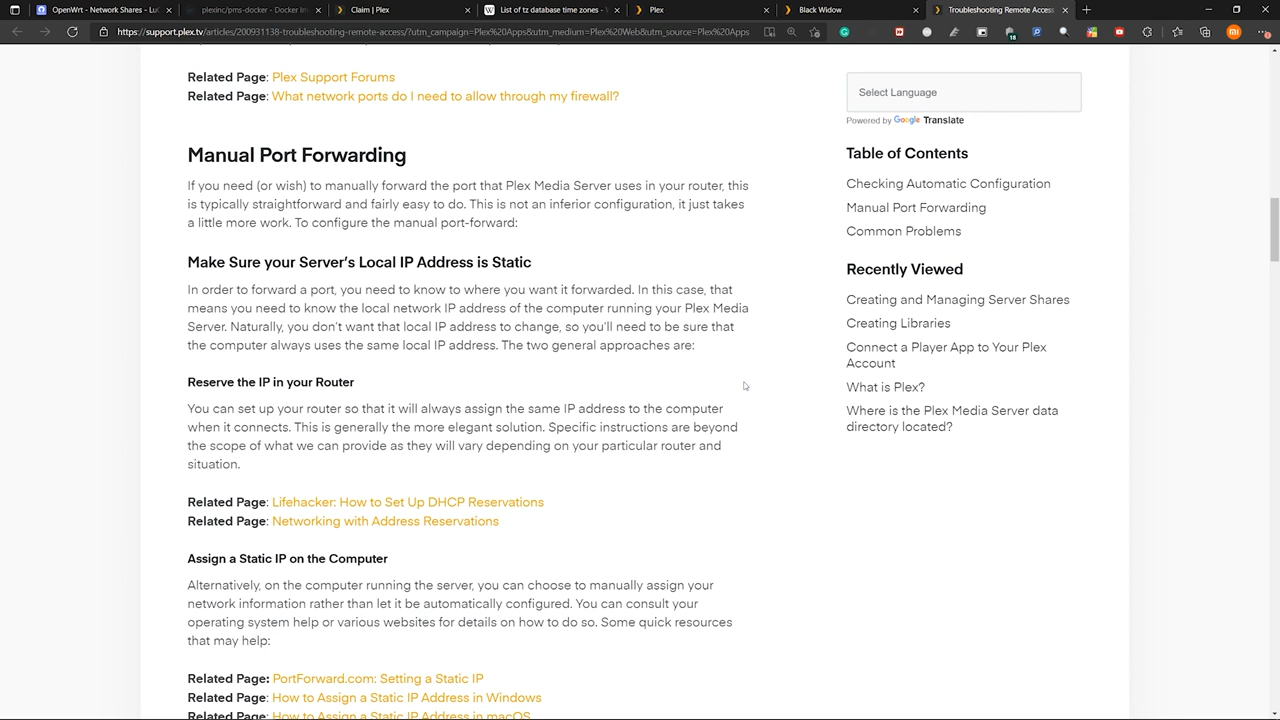 OpenWrt - Network Shares - Lu
plexinc/pms-docker - Docker Im
Claim | Plex
List of tz database time zones - W
Plex
Black Widow
Troubleshooting Remote Access
https://support.plex.tv/articles/200931138-troubleshooting-remote-access/?utm_campaign=Plex%20Apps&utm_medium=Plex%20Web&utm_source=Plex%20Apps
Related Page: Plex Support Forums
Related Page: What network ports do I need to allow through my firewall?
Manual Port Forwarding
If you need (or wish) to manually forward the port that Plex Media Server uses in your router, this
is typically straightforward and fairly easy to do. This is not an inferior configuration, it just takes
a little more work. To configure the manual port-forward:
Make Sure your Server's Local IP Address is Static
In order to forward a port, you need to know to where you want it forwarded. In this case, that
means you need to know the local network IP address of the computer running your Plex Media
Server. Naturally, you don't want that local IP address to change, so you'll need to be sure that
the computer always uses the same local IP address. The two general approaches are:
Reserve the IP in your Router
You can set up your router so that it will always assign the same IP address to the computer
when it connects. This is generally the more elegant solution. Specific instructions are beyond
the scope of what we can provide as they will vary depending on your particular router and
situation.
Related Page: Lifehacker: How to Set Up DHCP Reservations
Related Page: Networking with Address Reservations
Assign a Static IP on the Computer
Alternatively, on the computer running the server, you can choose to manually assign your
network information rather than let it be automatically configured. You can consult your
operating system help or various websites for details on how to do so. Some quick resources
that may help:
Related Page: PortForward.com: Setting a Static IP
Related Page: How to Assign a Static IP Address in Windows
Related Page: How to Assign a Static IP Address in macOS
Select Language
Powered by Google Translate
Table of Contents
Checking Automatic Configuration
Manual Port Forwarding
Common Problems
Recently Viewed
Creating and Managing Server Shares
Creating Libraries
Connect a Player App to Your Plex
Account
What is Plex?
Where is the Plex Media Server data
directory located?